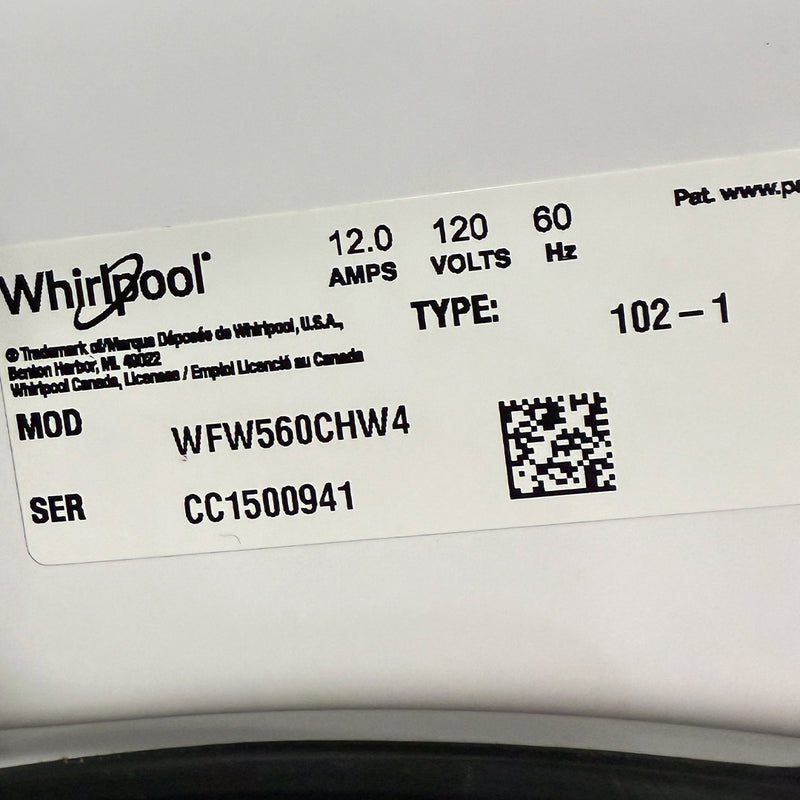 Whirlpool
12.0 AMPS
120 VOLTS
60 Hz
Pat. www.pa
® Trademark of/Marque Déposée de Whirlpool, U.S.A.,
Benton Harbor, MI. 49022
Whirlpool Canada, Licensee / Emploi Licencié au Canada
TYPE: 102-1
MOD WFW560CHW4
SER CC1500941